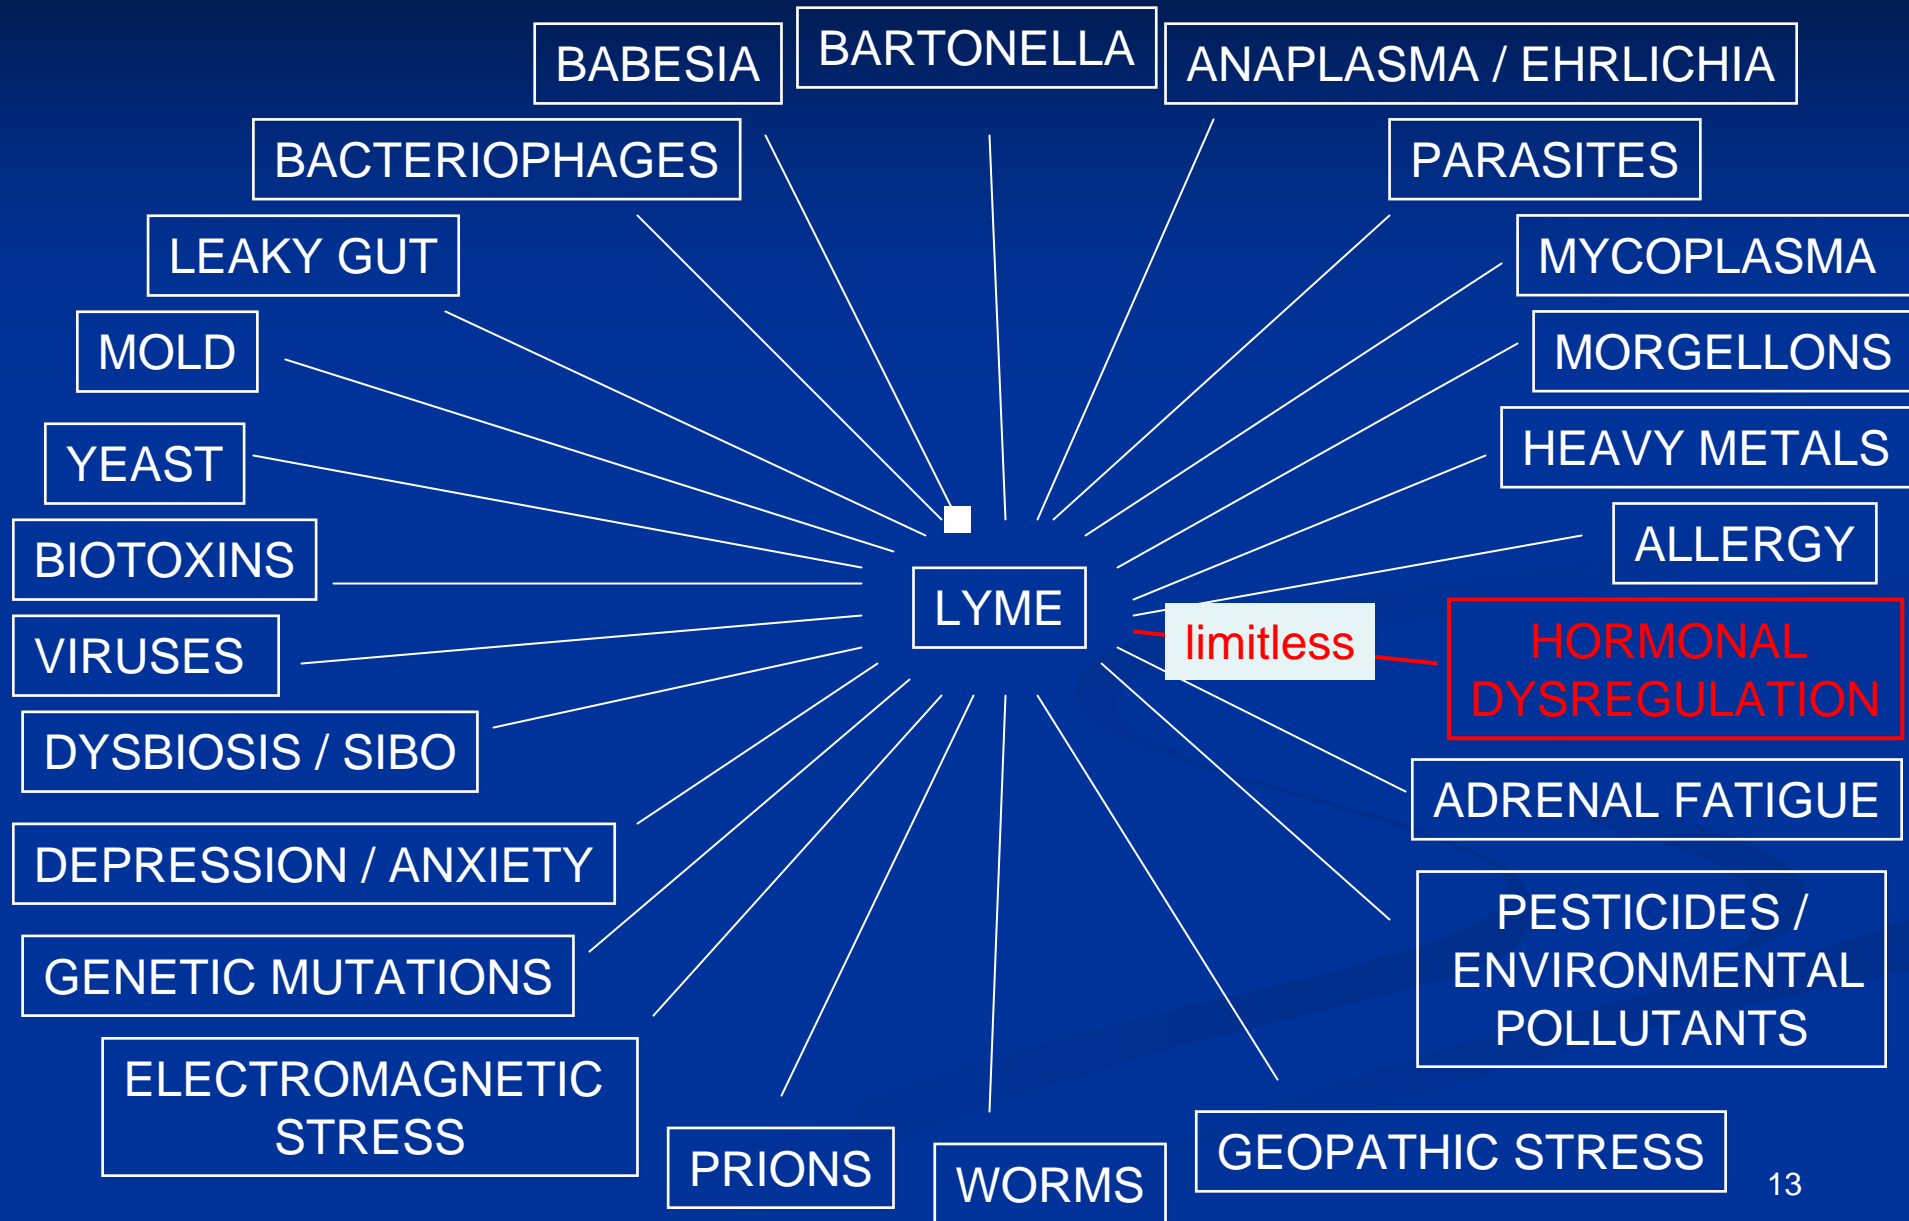 BABESIA
BARTONELLA
ANAPLASMA / EHRLICHIA
BACTERIOPHAGES
PARASITES
LEAKY GUT
MYCOPLASMA
MOLD
MORGELLONS
YEAST
HEAVY METALS
BIOTOXINS
ALLERGY
LYME
limitless
HORMONAL
DYSREGULATION
VIRUSES
DYSBIOSIS / SIBO
ADRENAL FATIGUE
DEPRESSION / ANXIETY
PESTICIDES /
ENVIRONMENTAL
POLLUTANTS
GENETIC MUTATIONS
ELECTROMAGNETIC
STRESS
PRIONS
WORMS
GEOPATHIC STRESS
13